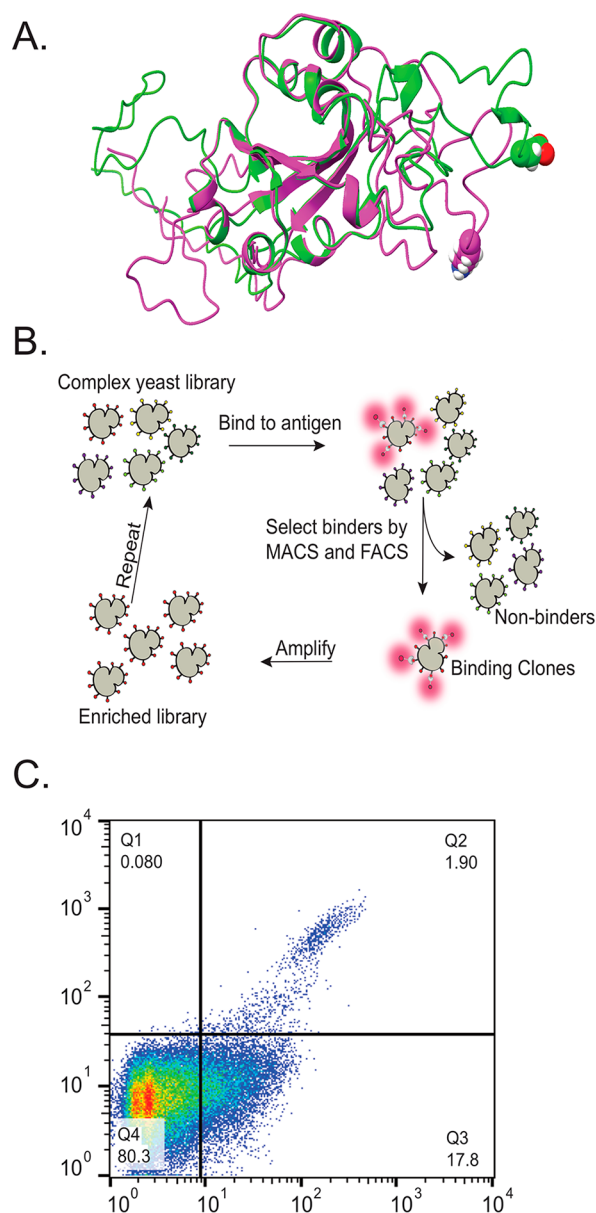 A.
B.
Complex yeast library
Bind to antigen
Select binders by
MACS and FACS
Non-binders
Binding Clones
Amplify
Enriched library
Repeat
C.
10^4
10^3
10^2
10^1
10^0
Q1
0.080
Q2
1.90
Q4
80.3
Q3
17.8
10^0
10^1
10^2
10^3
10^4